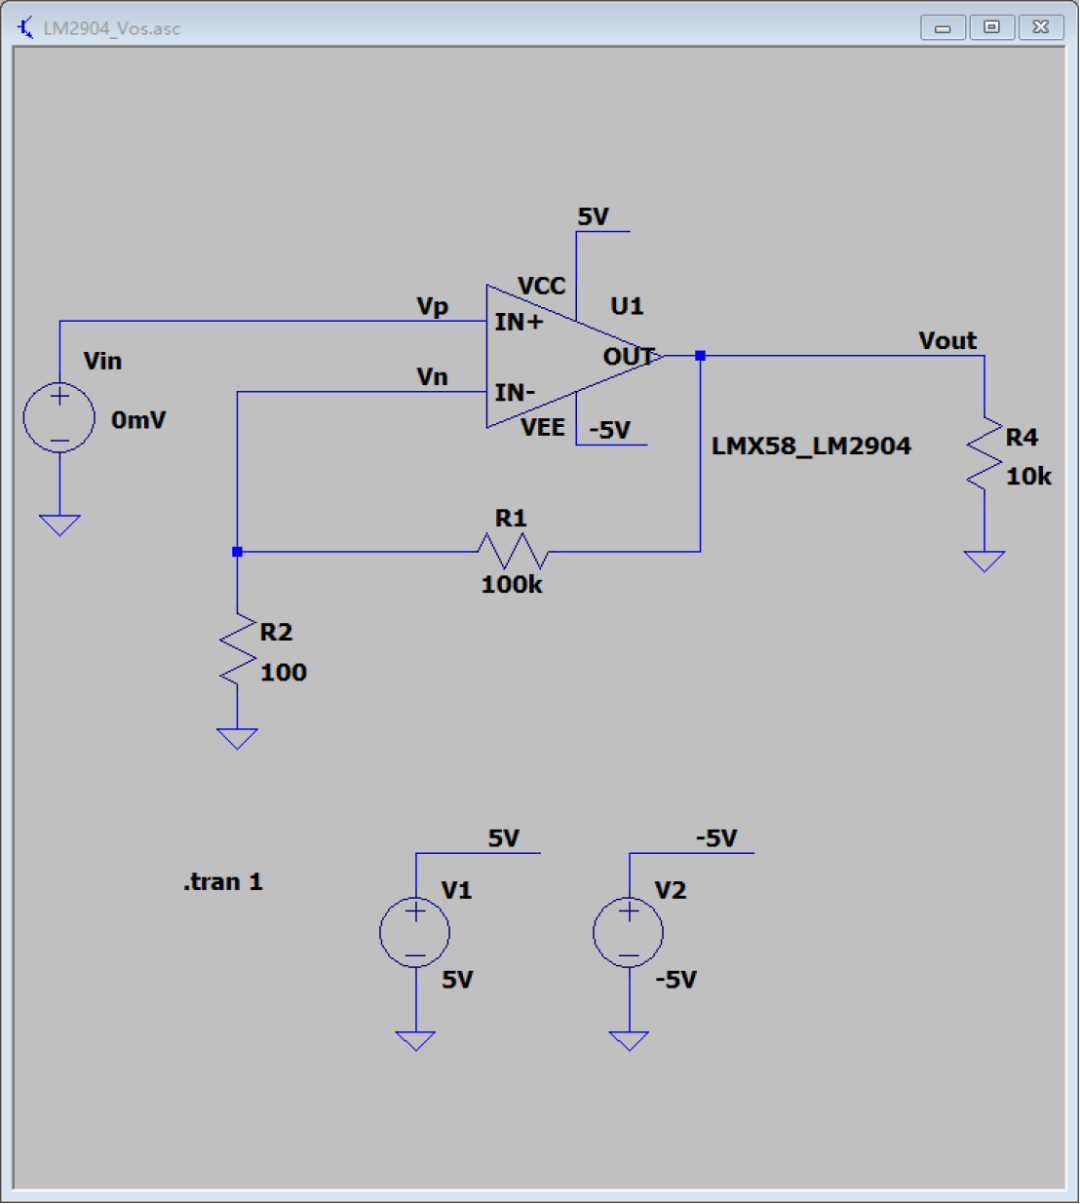 LM2904_Vos.asc
5V
VCC
U1
Vp
IN+
Vin
OUT
Vout
Vn
IN-
0mV
VEE
-5V
LMX58_LM2904
R4
10k
R1
100k
R2
100
5V
-5V
.tran 1
V1
V2
5V
-5V